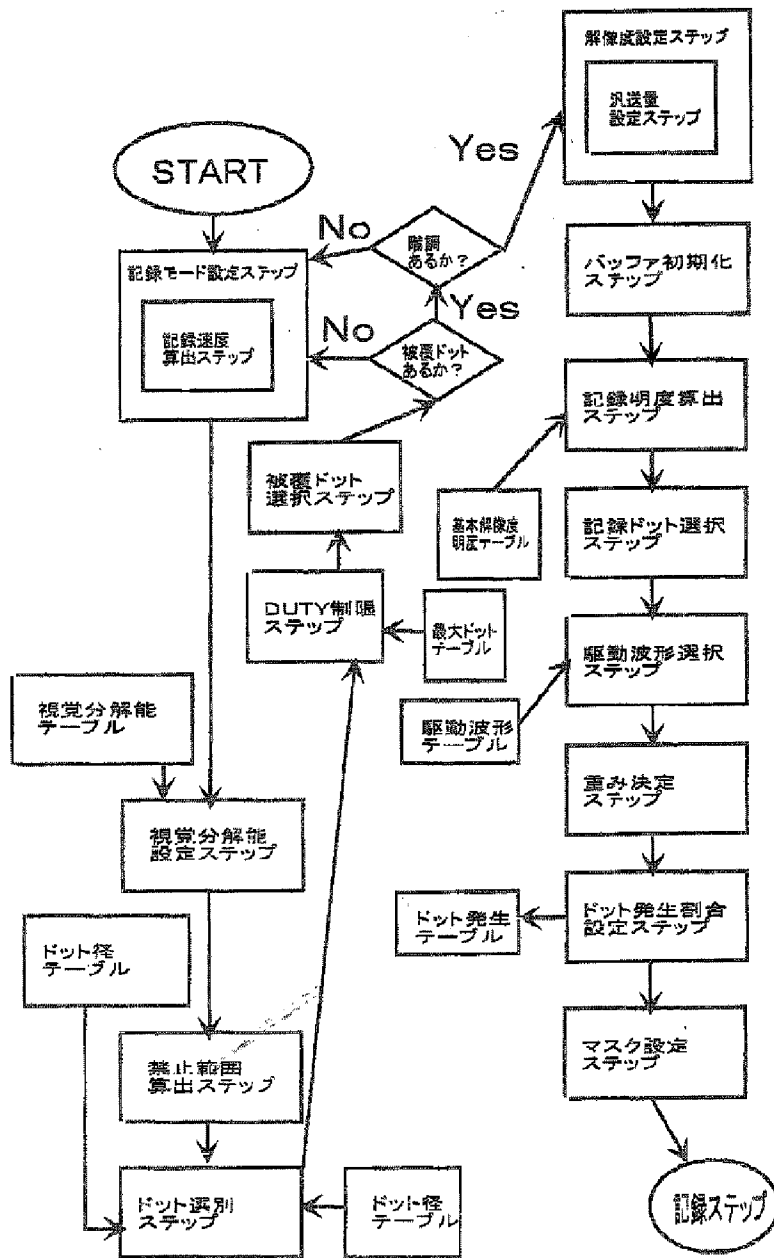 START
記録モード設定ステップ
記録速度
算出ステップ
視覚分解能
テーブル
視覚分解能
設定ステップ
ドット径
テーブル
禁止範囲
算出ステップ
ドット選別
ステップ
ドット径
テーブル
DUTY制限
ステップ
最大ドット
テーブル
被覆ドット
選択ステップ
被覆ドット
あるか?
No
Yes
階調
あるか?
No
Yes
解像度設定ステップ
汎送量
設定ステップ
バッファ初期化
ステップ
記録明度算出
ステップ
基本解像度
明度テーブル
記録ドット選択
ステップ
駆動波形選択
ステップ
駆動波形
テーブル
重み決定
ステップ
ドット発生割合
設定ステップ
ドット発生
テーブル
マスク設定
ステップ
記録ステップ